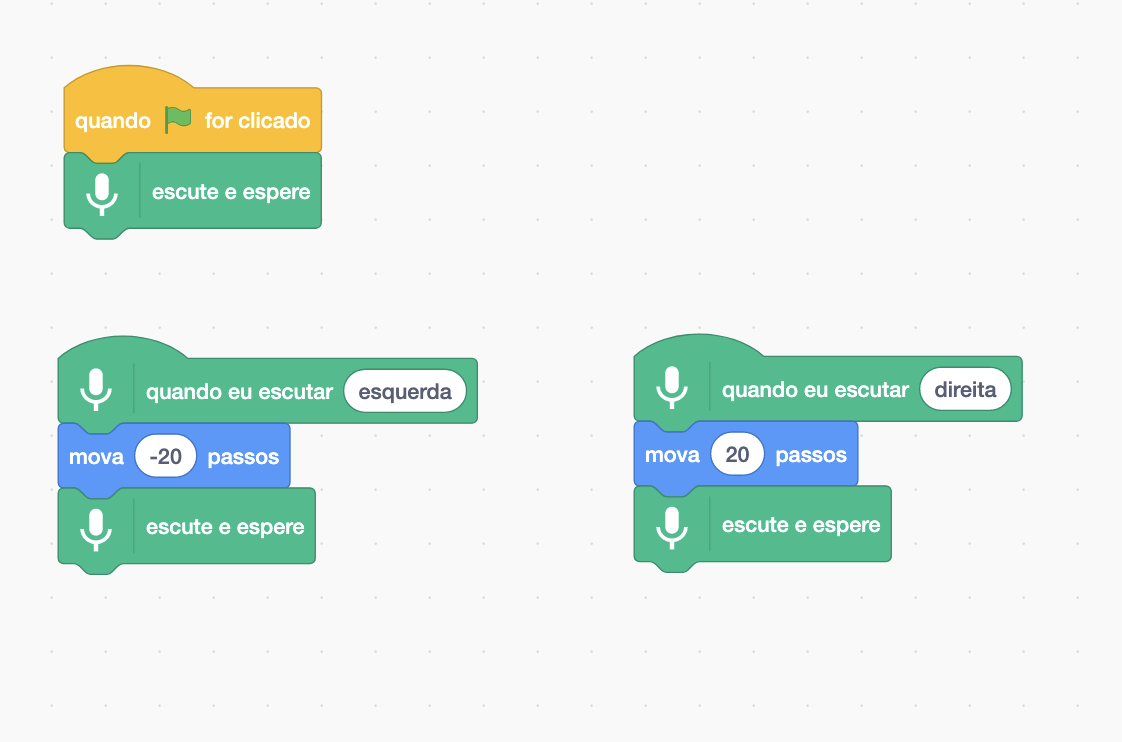 quando for clicado
escute e espere
quando eu escutar esquerda
mova -20 passos
escute e espere
quando eu escutar direita
mova 20 passos
escute e espere